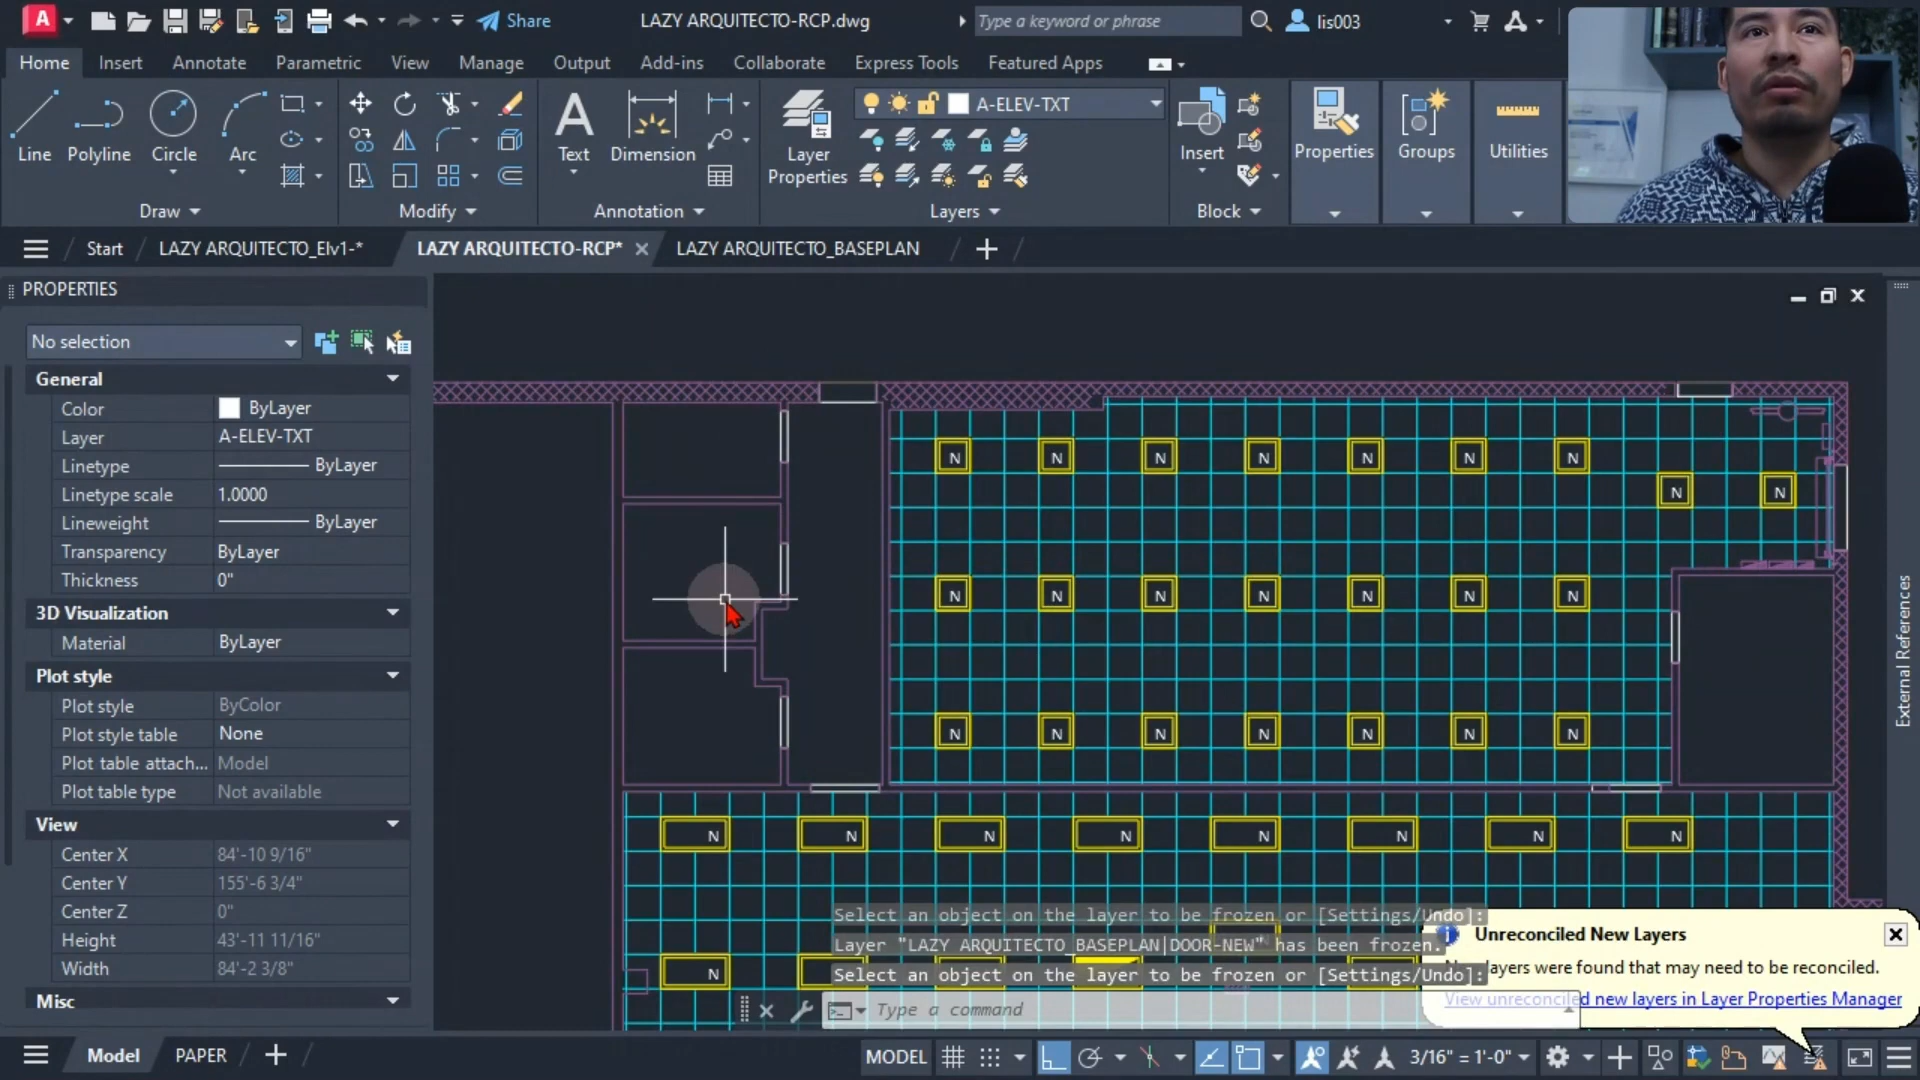 Share
LAZY ARQUITECTO-RCP.dwg
Type a keyword or phrase
lis003
Home
Insert
Annotate
Parametric
View
Manage
Output
Add-ins
Collaborate
Express Tools
Featured Apps
A-ELEV-TXT
Line
Polyline
Circle
Arc
Text
Dimension
Layer
Properties
Insert
Properties
Groups
Utilities
Draw
Modify
Annotation
Layers
Block
Start
LAZY ARQUITECTO_Elv1-*
LAZY ARQUITECTO-RCP*
LAZY ARQUITECTO_BASEPLAN
PROPERTIES
No selection
General
Color ByLayer
Layer A-ELEV-TXT
Linetype ByLayer
Linetype scale 1.0000
Lineweight ByLayer
Transparency ByLayer
Thickness 0"
3D Visualization
Material ByLayer
Plot style
Plot style ByColor
Plot style table None
Plot table attach... Model
Plot table type Not available
View
Center X 84'-10 9/16"
Center Y 155'-6 3/4"
Center Z 0"
Height 43'-11 11/16"
Width 84'-2 3/8"
Misc
N N N N N N N
N N
N N N N N N N
N N N N N N N
N N N N N N N N
N
External References
Select an object on the layer to be frozen or [Settings/Undo]:
Layer "LAZY ARQUITECTO_BASEPLAN|DOOR-NEW" has been frozen.
Select an object on the layer to be frozen or [Settings/Undo]:
Type a command
Unreconciled New Layers
layers were found that may need to be reconciled.
View unreconciled new layers in Layer Properties Manager
Model
PAPER
MODEL
3/16" = 1'-0"